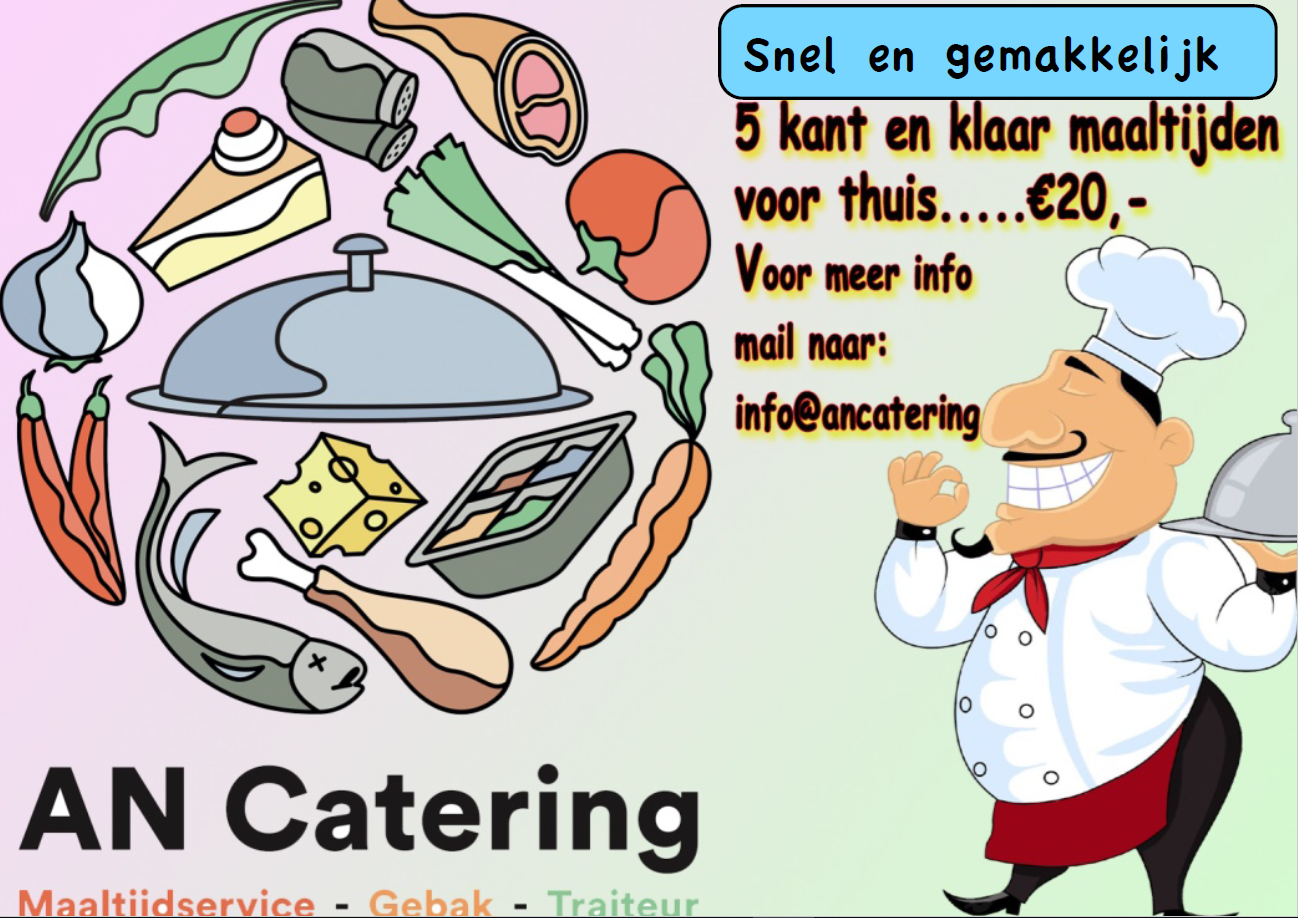 Snel en gemakkelijk
5 kant en klaar maaltijden
voor thuis.....€20,-
Voor meer info
mail naar:
info@ancatering
AN Catering
Maaltijdservice - Gebak - Traiteur